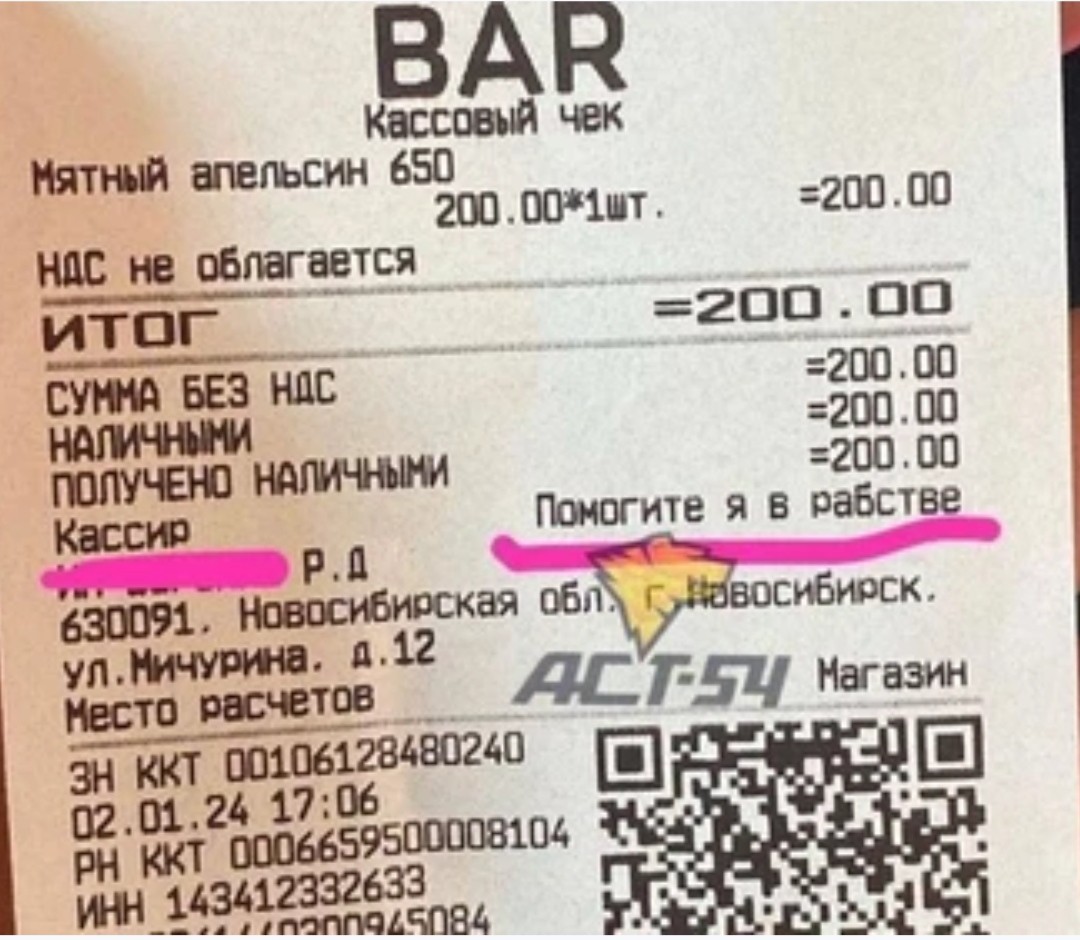 BAR
Кассовый чек
Мятный апельсин 650
200.00*1шт. =200.00
НДС не облагается
ИТОГ =200.00
СУММА БЕЗ НДС =200.00
НАЛИЧНЫМИ =200.00
ПОЛУЧЕНО НАЛИЧНЫМИ =200.00
Кассир Помогите я в рабстве
Р.Д
630091. Новосибирская обл. г.Новосибирск.
ул.Мичурина. д.12
АСТ-54
Место расчетов Магазин
ЗН ККТ 00106128480240
02.01.24 17:06
РН ККТ 0006659500008104
ИНН 143412332633